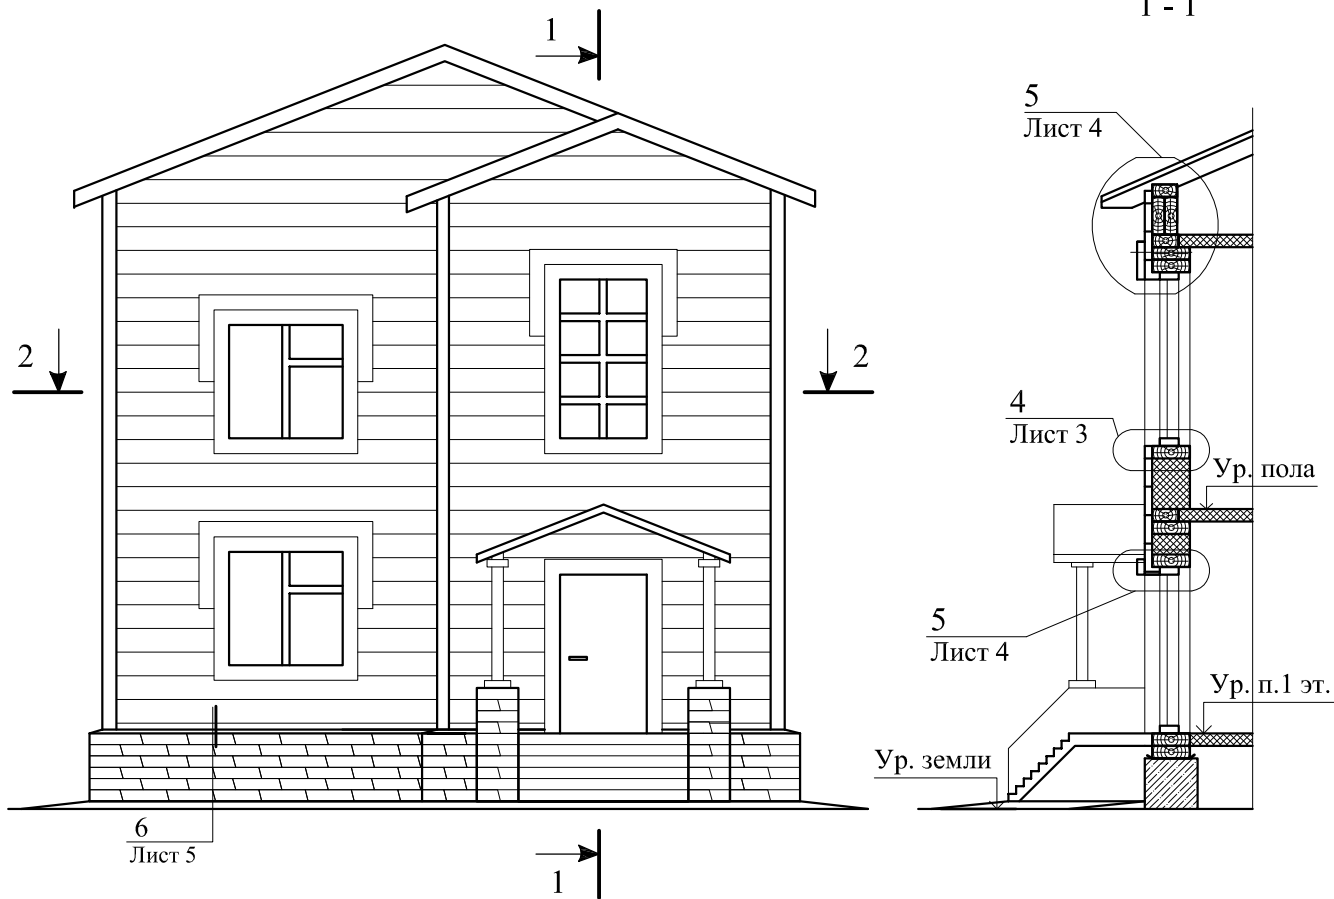 1
1 - 1
5
Лист 4
2
2
4
Лист 3
Ур. пола
5
Лист 4
Ур. п.1 эт.
Ур. земли
6
Лист 5
1